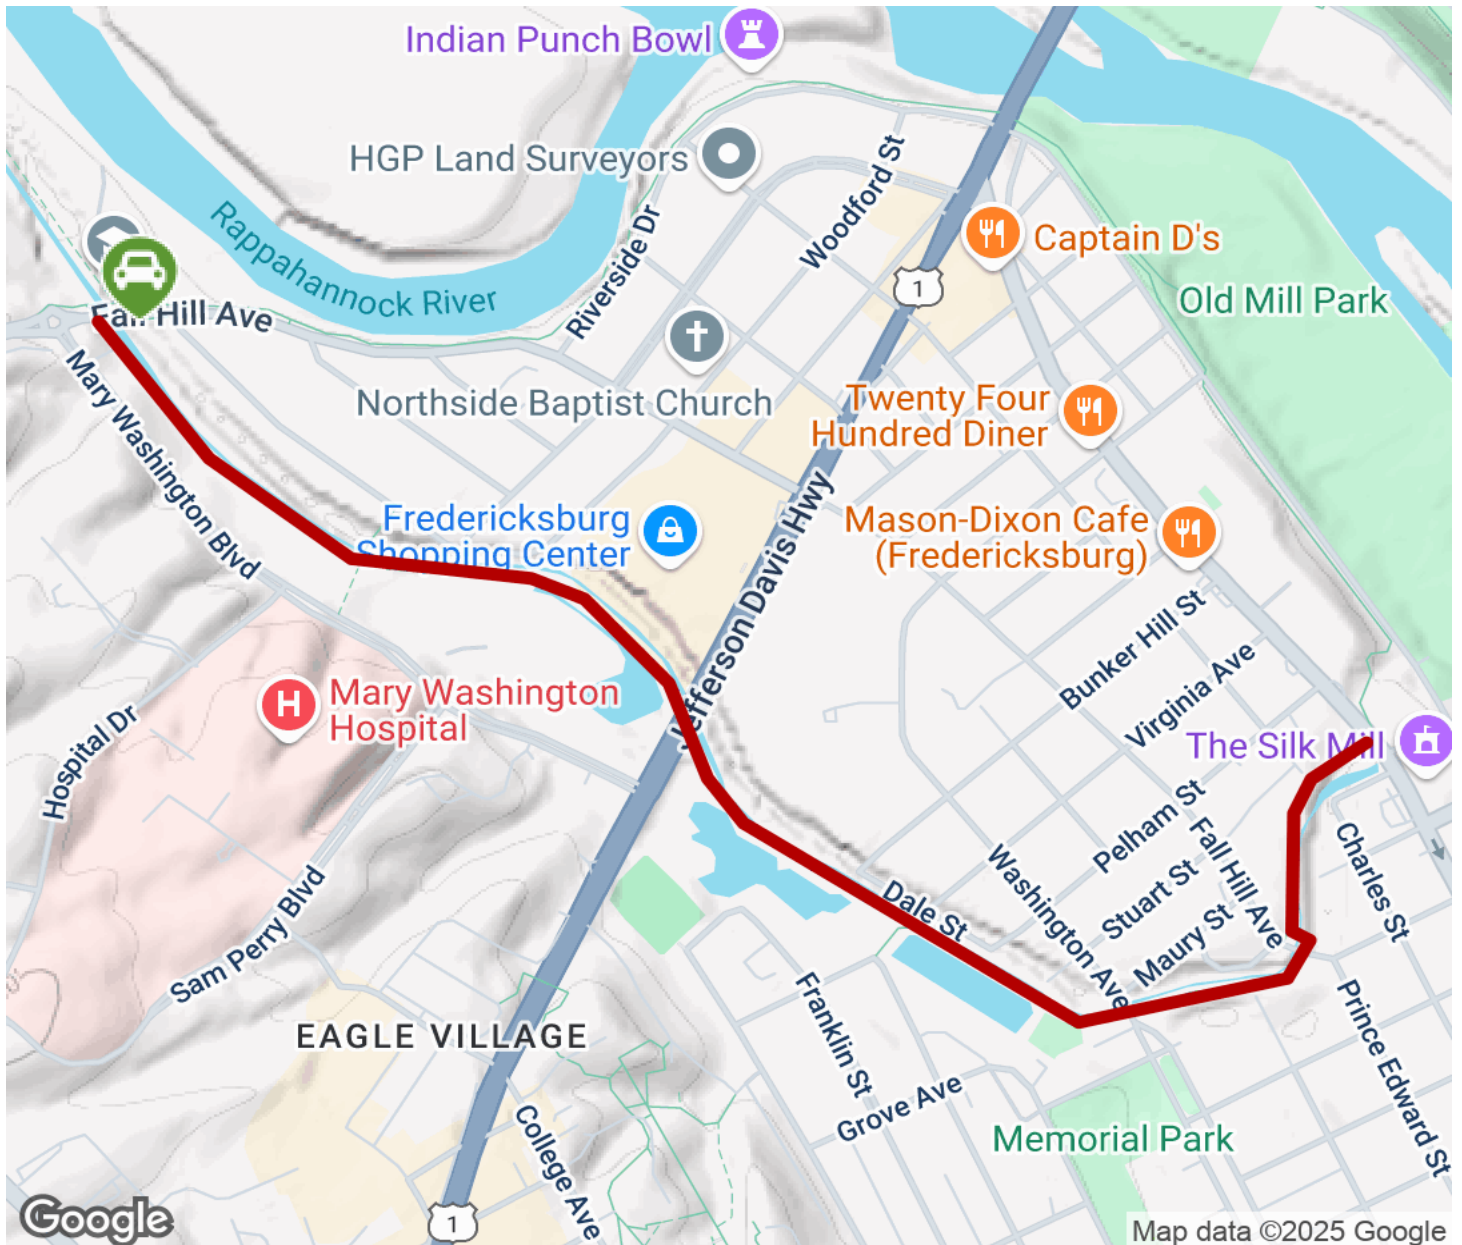 Indian Punch Bowl
HGP Land Surveyors
Woodford St
Captain D's
Rappahannock River
Riverside Dr
1
Old Mill Park
Fall Hill Ave
Northside Baptist Church
Twenty Four
Hundred Diner
Mary Washington Blvd
Fredericksburg
Shopping Center
Jefferson Davis Hwy
Mason-Dixon Cafe
(Fredericksburg)
Bunker Hill St
Virginia Ave
H
Mary Washington
Hospital
Hospital Dr
The Silk Mill
Pelham St
Fall Hill Ave
Charles St
Washington Ave
Stuart St
Dale St
Maury St
Sam Perry Blvd
Franklin St
Prince Edward St
EAGLE VILLAGE
Grove Ave
College Ave
Memorial Park
1
Google
Map data ©2025 Google